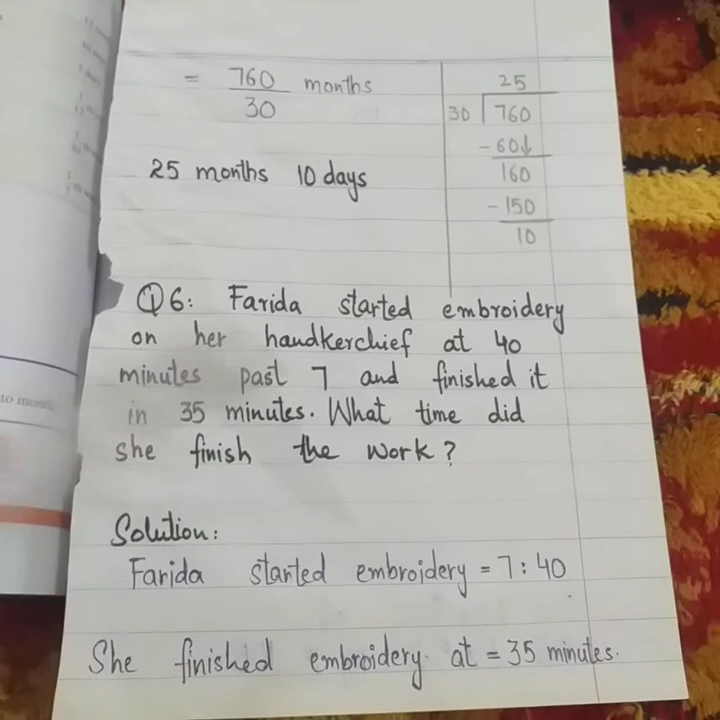 = 760/30 months
25
30 760
-60↓
160
25 months 10 days
-150
10
Q6: Farida started embroidery
on her handkerchief at 40
minutes past 7 and finished it
in 35 minutes. What time did
she finish the work?
Solution:
Farida started embroidery = 7:40
She finished embroidery at = 35 minutes.